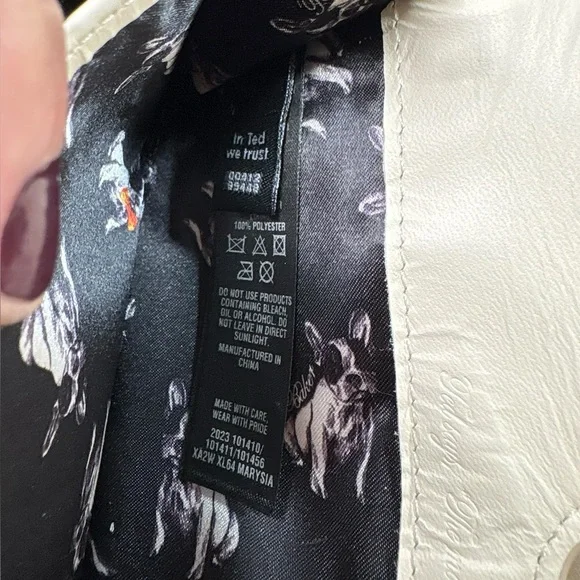 In Ted
we trust
00412
99448
100% POLYESTER
DO NOT USE PRODUCTS
CONTAINING BLEACH,
OIL OR ALCOHOL. DO
NOT LEAVE IN DIRECT
SUNLIGHT.
MANUFACTURED IN
CHINA
MADE WITH CARE,
WEAR WITH PRIDE
2023 101410/
101411/101456
XA2W XL64 MARYSIA